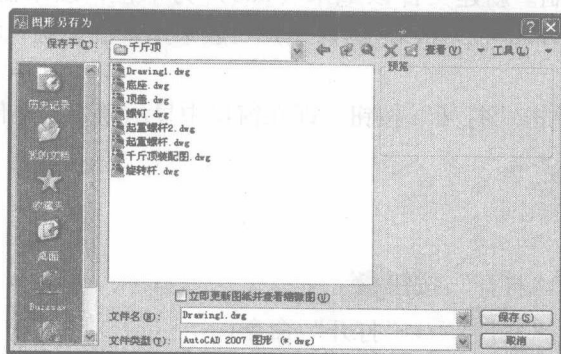 图形另存为
保存于(I):
千斤顶
查看(V)
工具(L)
预览
历史记录
我的文档
收藏夹
桌面
Buzzsaw
Drawing1.dwg
底座.dwg
顶盖.dwg
螺钉.dwg
起重螺杆2.dwg
起重螺杆.dwg
千斤顶装配图.dwg
旋转杆.dwg
立即更新图纸并查看缩微图(U)
文件名(N):
Drawing1.dwg
保存(S)
文件类型(T):
AutoCAD 2007 图形 (*.dwg)
取消